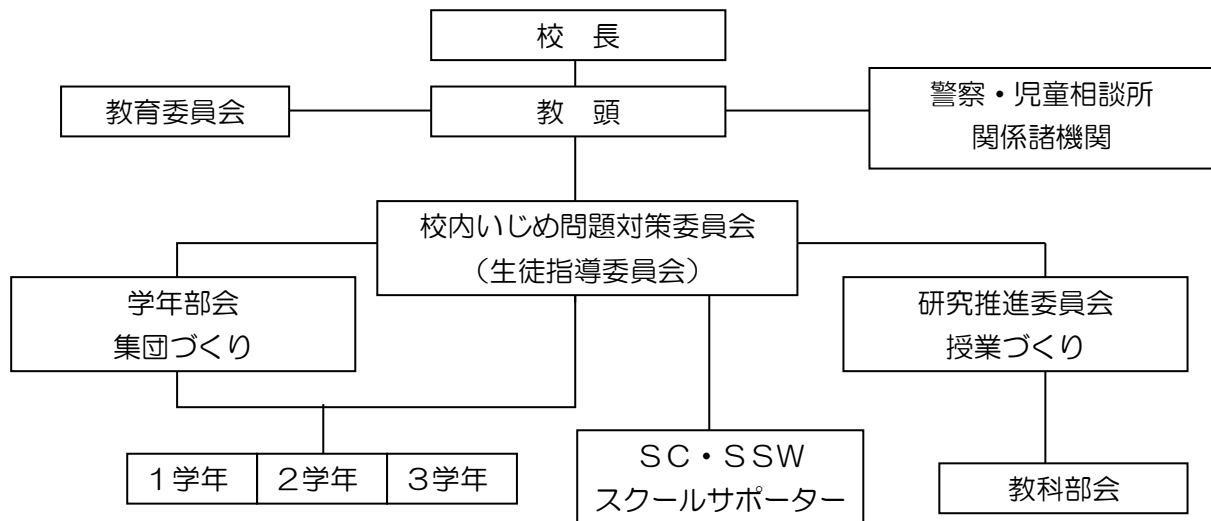 校　長
教育委員会
教　頭
警察・児童相談所
関係諸機関
校内いじめ問題対策委員会
（生徒指導委員会）
学年部会
集団づくり
研究推進委員会
授業づくり
１学年
２学年
３学年
ＳＣ・ＳＳＷ
スクールサポーター
教科部会